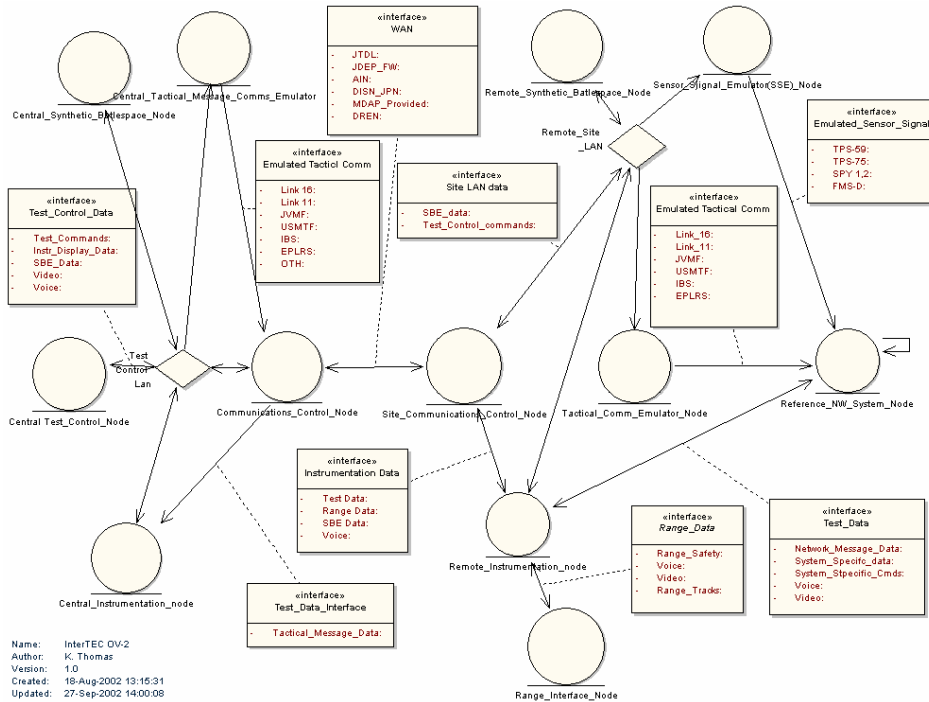 Central_Synthetic_Batlespace_Node
Central_Tactical_Message_Comms_Emulator
«interface»
WAN
- JTDL:
- JDEP_FW:
- AIN:
- DISN_JPN:
- MDAP_Provided:
- DREN:
Remote_Synthetic_Batlespace_Node
Sensor_Sjignal_Emulator(SSE)_Node
«interface»
Emulated_Sensor_Signal
- TPS-59:
- TPS-75:
- SPY 1,2:
- FMS-D:
Remote_Site
_LAN
«interface»
Emulated Tacticl Comm
- Link 16:
- Link 11:
- JVMF:
- USMTF:
- IBS:
- EPLRS:
- OTH:
«interface»
Site LAN data
- SBE_data:
- Test_Control_commands:
«interface»
Test_Control_Data
- Test_Commands:
- Instr_Display_Data:
- SBE_Data:
- Video:
- Voice:
«interface»
Emulated Tactical Comm
- Link_16:
- Link_11:
- JVMF:
- USMTF:
- IBS:
- EPLRS:
Test
Control
Lan
Central Test_Control_Node
Communications_Control_Node
Site_Communications_Control_Node
Tactical_Comm_Emulator_Node
Reference_NW_System_Node
«interface»
Instrumentation Data
- Test Data:
- Range Data:
- SBE Data:
- Voice:
Remote_Instrumentation_node
«interface»
Range_Data
- Range_Safety:
- Voice:
- Video:
- Range_Tracks:
«interface»
Test_Data
- Network_Message_Data:
- System_Specifc_data:
- System_Stpecific_Cmds:
- Voice:
- Video:
Central_Instrumentation_node
«interface»
Test_Data_Interface
- Tactical_Message_Data:
Range_Interface_Node
Name: InterTEC OV-2
Author: K. Thomas
Version: 1.0
Created: 18-Aug-2002 13:15:31
Updated: 27-Sep-2002 14:00:08